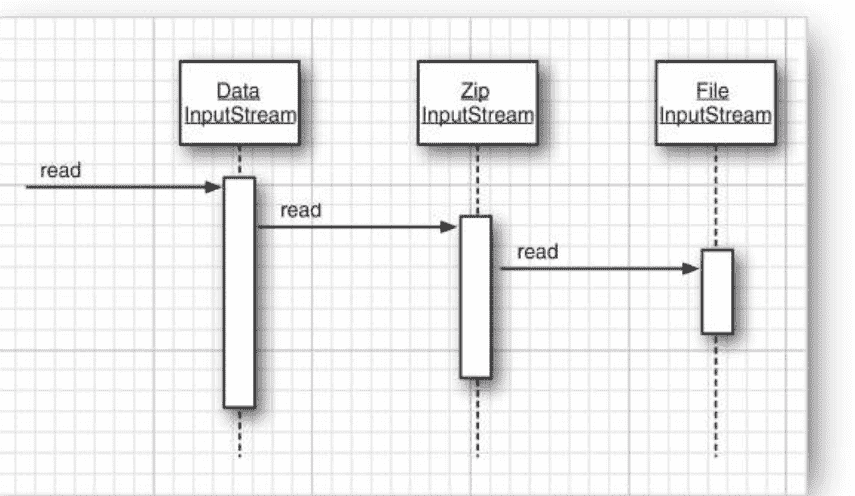 Data
InputStream
Zip
InputStream
File
InputStream
read
read
read